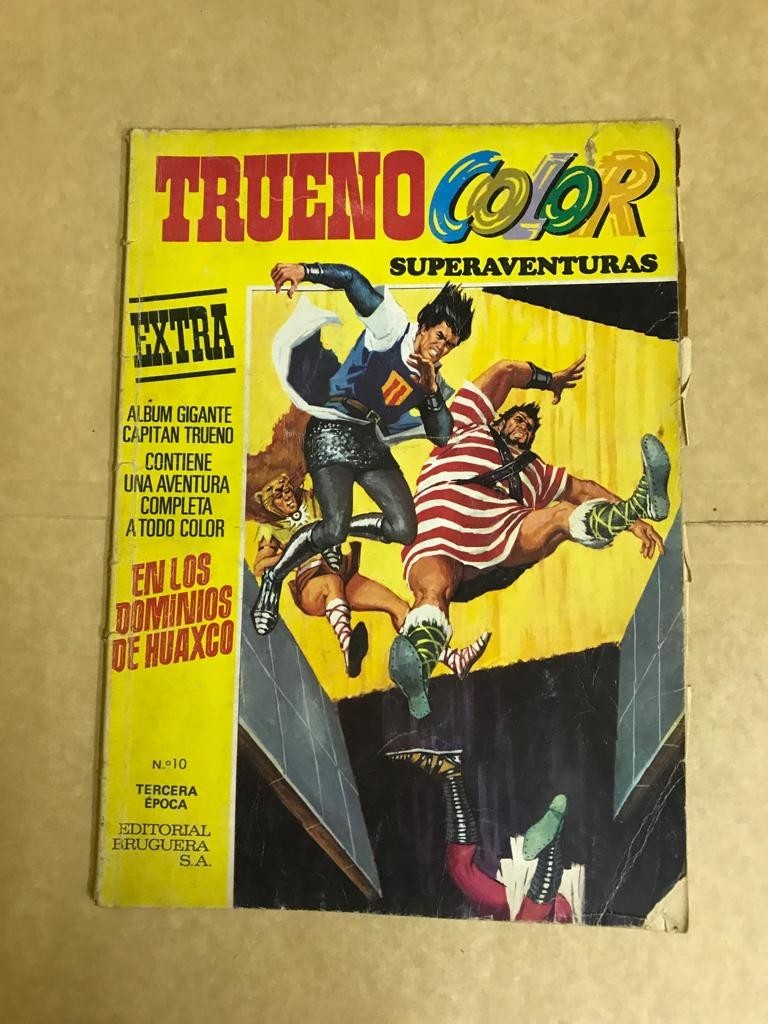 TRUENO COLOR
SUPERAVENTURAS
EXTRA
ALBUM GIGANTE
CAPITAN TRUENO
CONTIENE
UNA AVENTURA
COMPLETA
A TODO COLOR
EN LOS
DOMINIOS
DE HUAXCO
N.º 10
TERCERA
ÉPOCA
EDITORIAL
BRUGUERA
S.A.